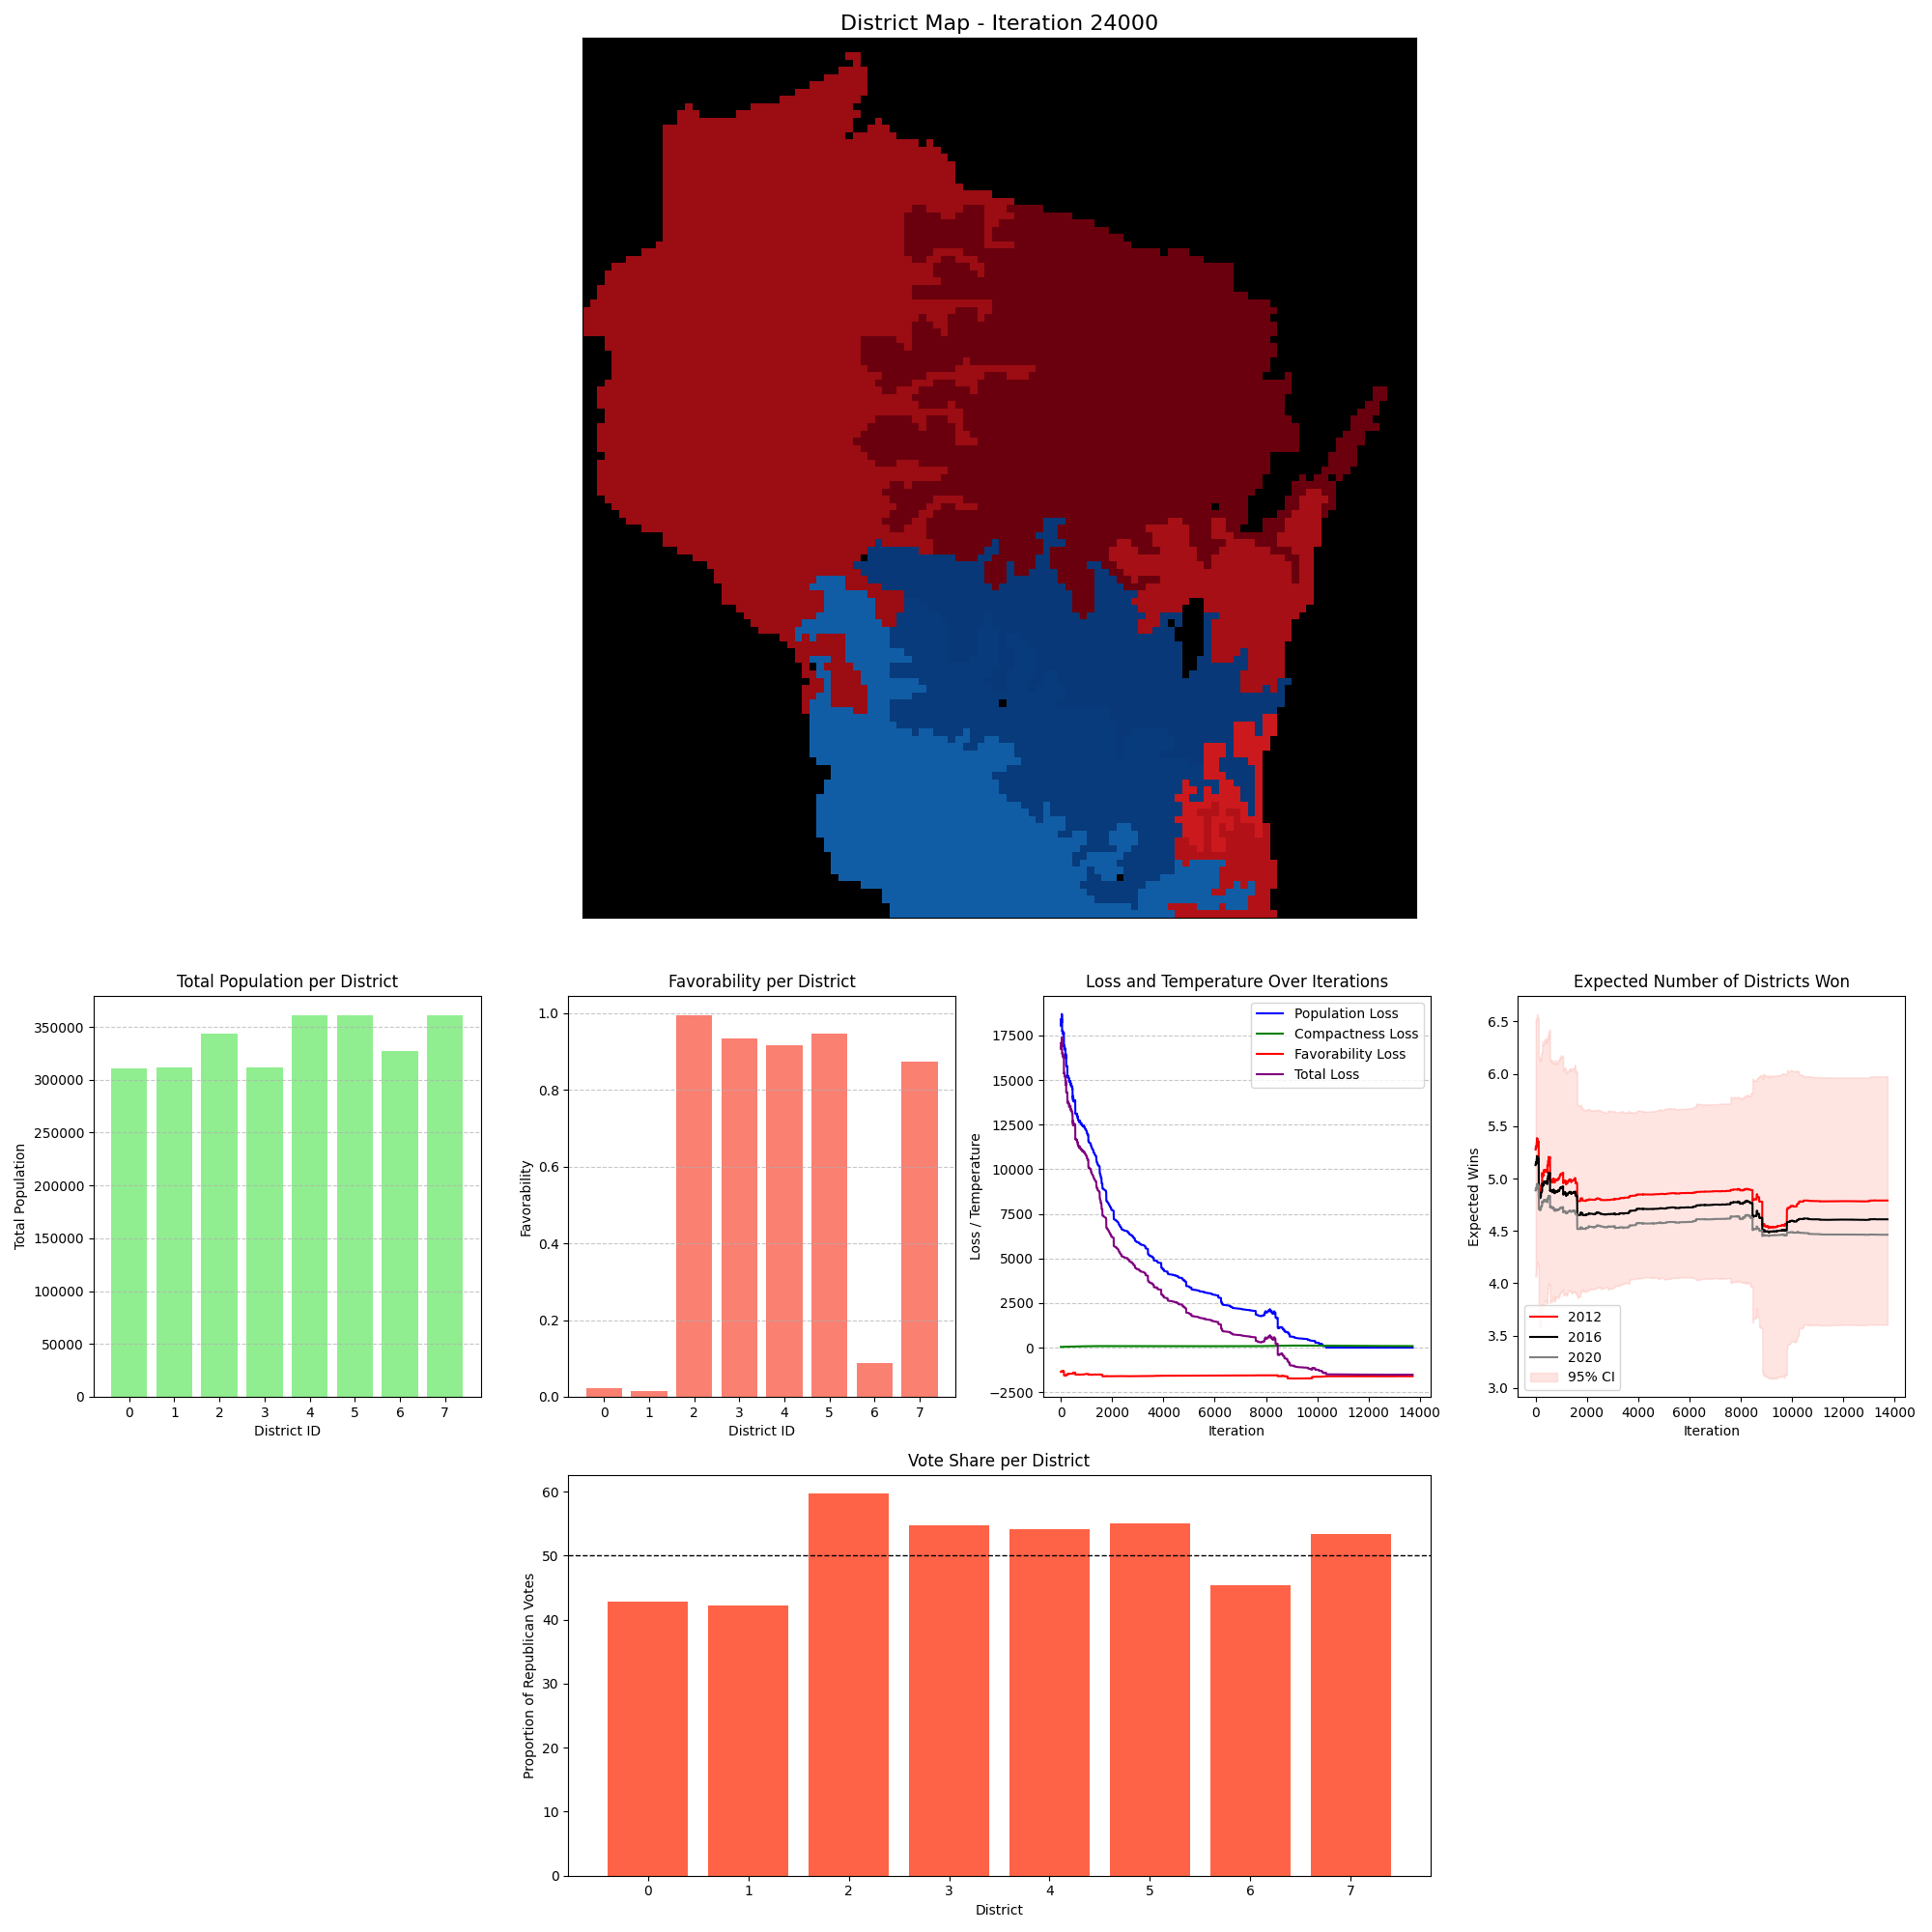 District Map - Iteration 24000
Total Population per District
Total Population
350000
300000
250000
200000
150000
100000
50000
0
0 1 2 3 4 5 6 7
District ID
Favorability per District
Favorability
1.0
0.8
0.6
0.4
0.2
0.0
0 1 2 3 4 5 6 7
District ID
Loss and Temperature Over Iterations
Loss / Temperature
17500
15000
12500
10000
7500
5000
2500
0
−2500
Population Loss
Compactness Loss
Favorability Loss
Total Loss
0 2000 4000 6000 8000 10000 12000 14000
Iteration
Expected Number of Districts Won
Expected Wins
6.5
6.0
5.5
5.0
4.5
4.0
3.5
3.0
2012
2016
2020
95% CI
0 2000 4000 6000 8000 10000 12000 14000
Iteration
Vote Share per District
Proportion of Republican Votes
60
50
40
30
20
10
0
0 1 2 3 4 5 6 7
District